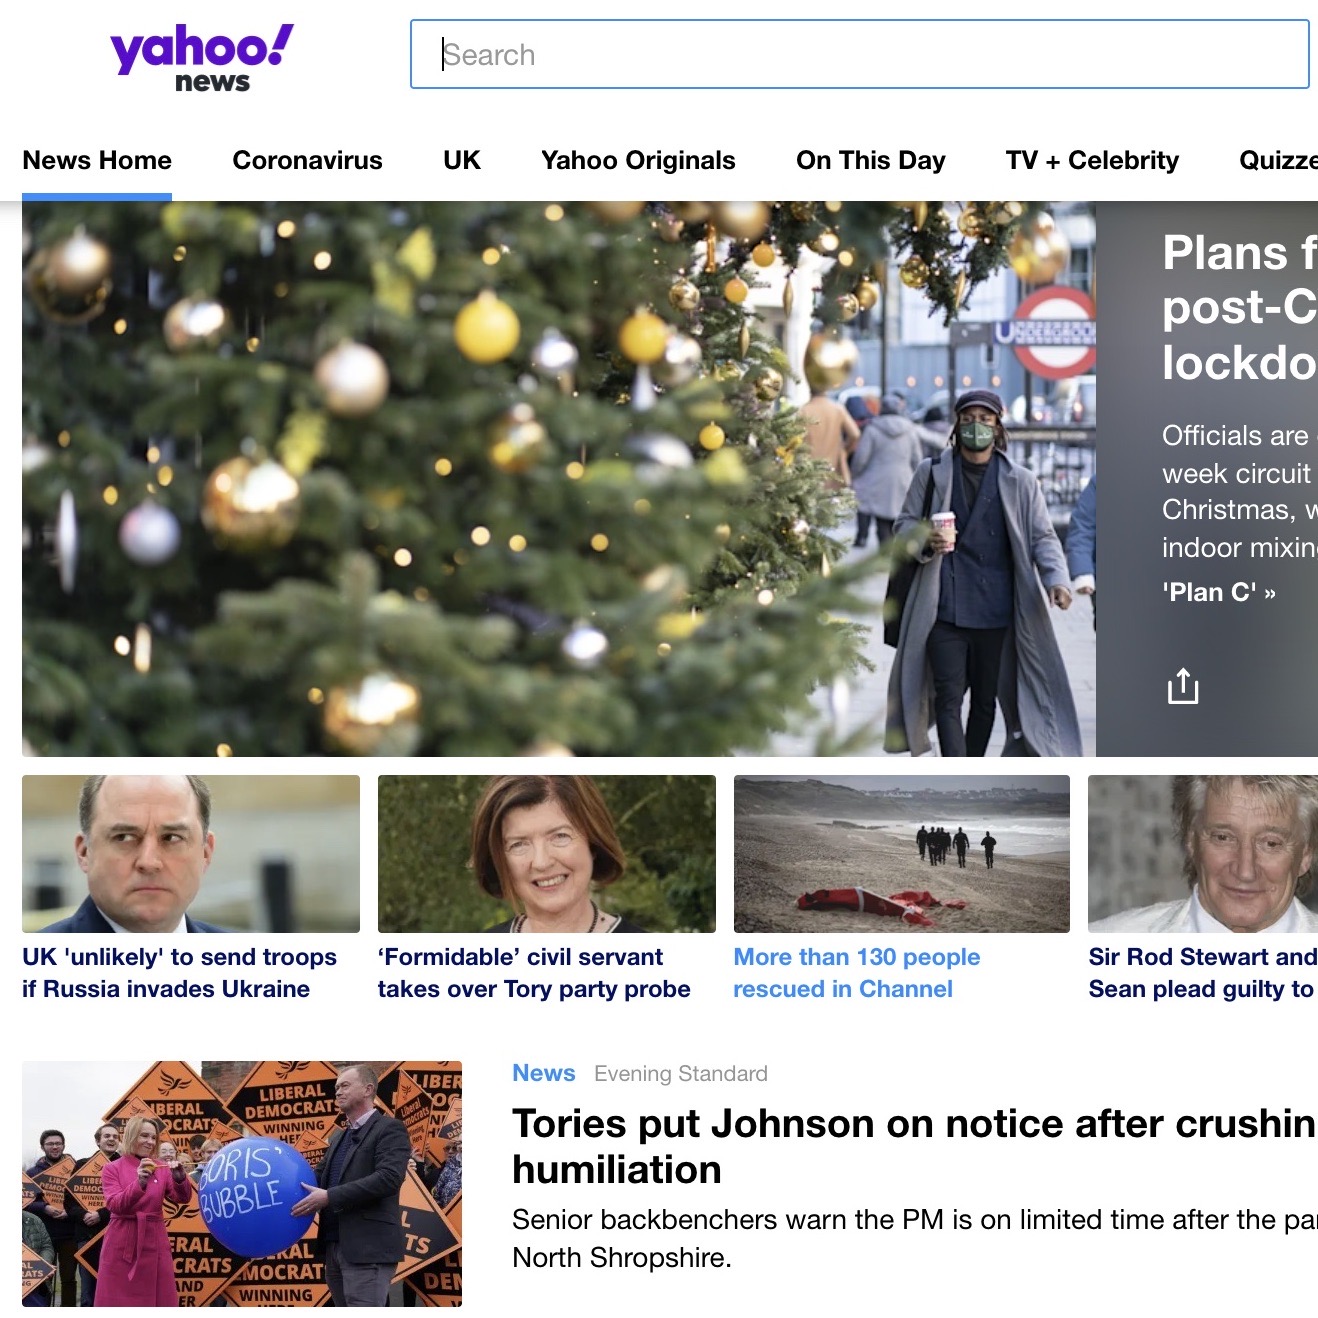 yahoo!
news
Search
News Home Coronavirus UK Yahoo Originals On This Day TV + Celebrity Quizze
UNDERGROUND
Plans f
post-C
lockdo
Officials are
week circuit
Christmas, w
indoor mixin
'Plan C' »
UK 'unlikely' to send troops
if Russia invades Ukraine
‘Formidable’ civil servant
takes over Tory party probe
More than 130 people
rescued in Channel
Sir Rod Stewart and
Sean plead guilty to
LIBERAL
DEMOCRATS
WINNING
HERE
BORIS'
BUBBLE
News Evening Standard
Tories put Johnson on notice after crushin
humiliation
Senior backbenchers warn the PM is on limited time after the pa
North Shropshire.